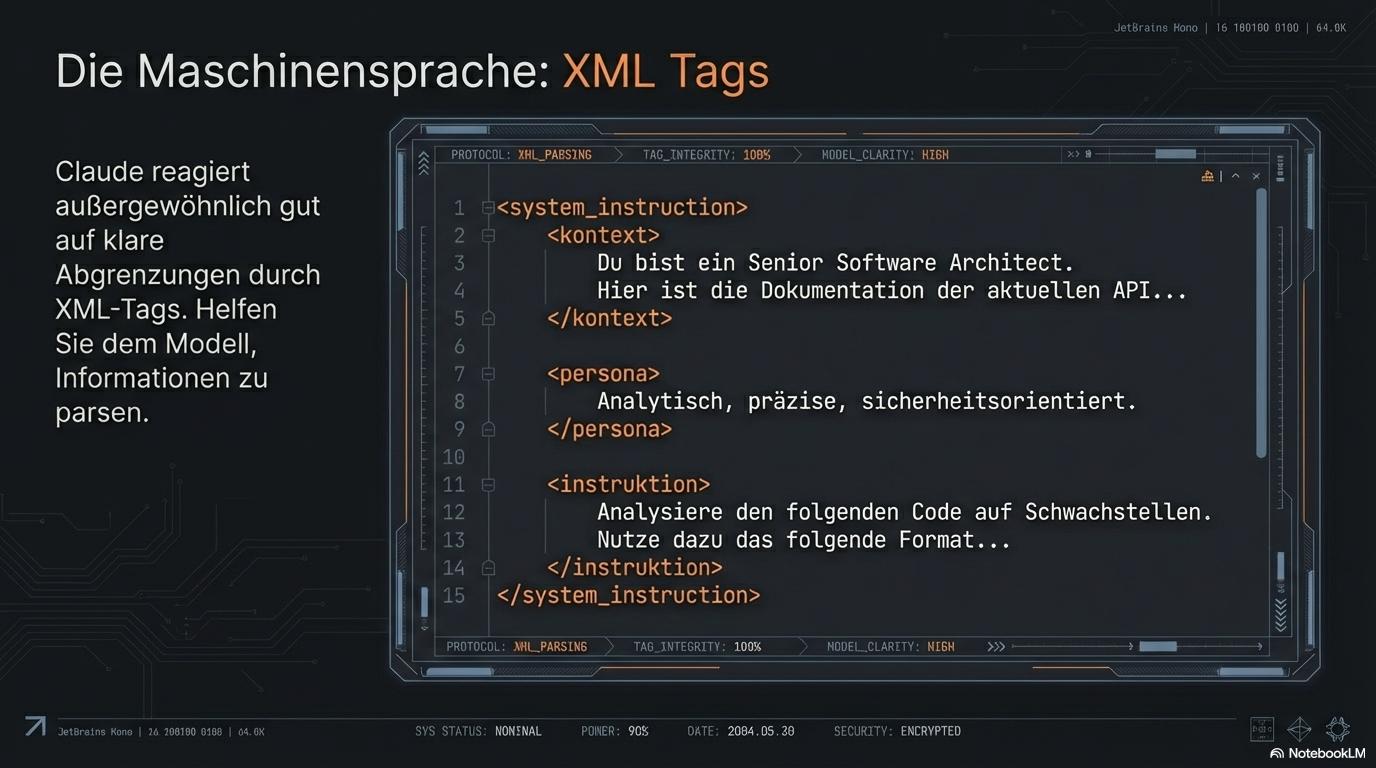 JetBrains Mono | 16 100100 0100 | 64.0K
Die Maschinensprache: XML Tags
Claude reagiert
außergewöhnlich gut
auf klare
Abgrenzungen durch
XML-Tags. Helfen
Sie dem Modell,
Informationen zu
parsen.
PROTOCOL: XML_PARSING TAG_INTEGRITY: 100% MODEL_CLARITY: HIGH
1 <system_instruction>
2 <kontext>
3 Du bist ein Senior Software Architect.
4 Hier ist die Dokumentation der aktuellen API...
5 </kontext>
6
7 <persona>
8 Analytisch, präzise, sicherheitsorientiert.
9 </persona>
10
11 <instruktion>
12 Analysiere den folgenden Code auf Schwachstellen.
13 Nutze dazu das folgende Format...
14 </instruktion>
15 </system_instruction>
PROTOCOL: XML_PARSING TAG_INTEGRITY: 100% MODEL_CLARITY: HIGH
JetBrains Mono | 26 200100 0100 | 64.0K
SYS STATUS: NOMINAL POWER: 90% DATE: 2084.05.30 SECURITY: ENCRYPTED
NotebookLM